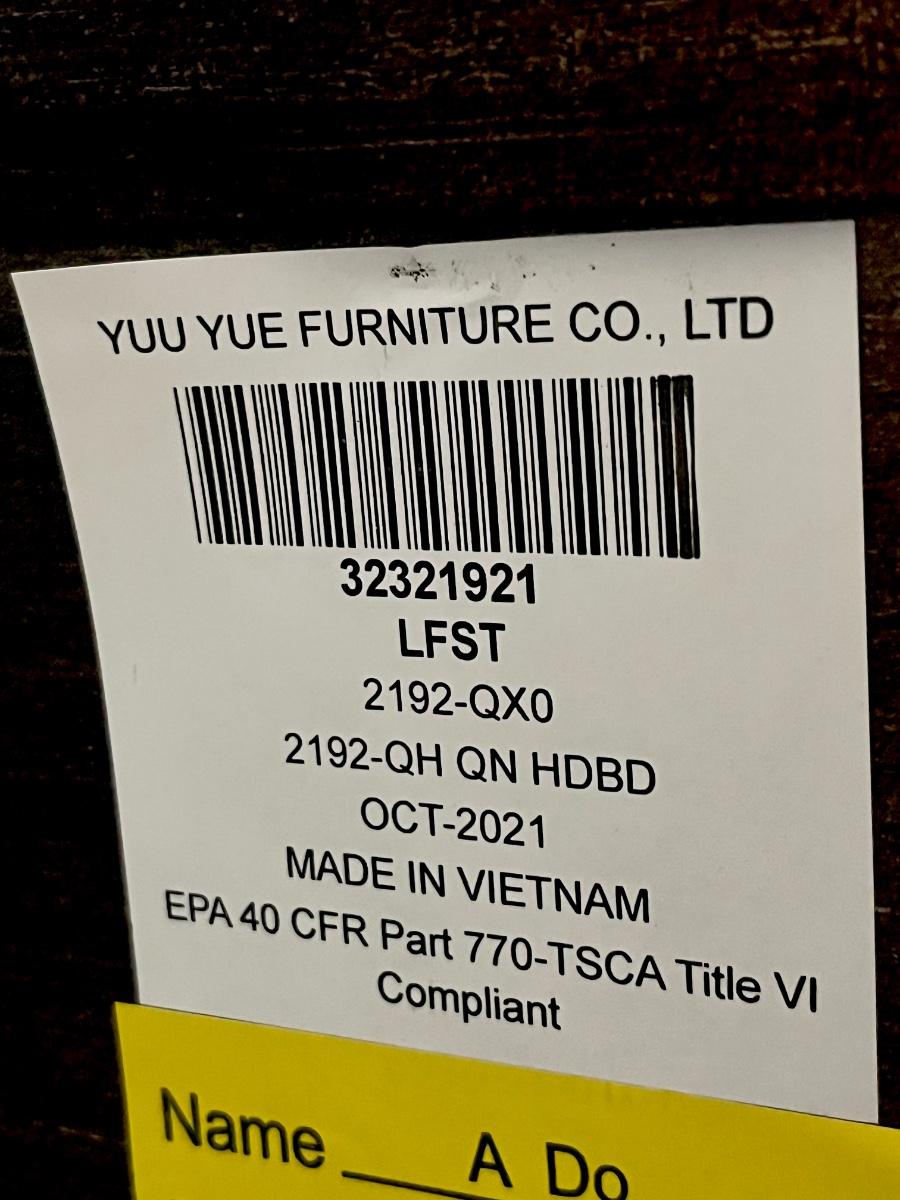 YUU YUE FURNITURE CO., LTD
32321921
LFST
2192-QX0
2192-QH QN HDBD
OCT-2021
MADE IN VIETNAM
EPA 40 CFR Part 770-TSCA Title VI
Compliant
Name ___A Do